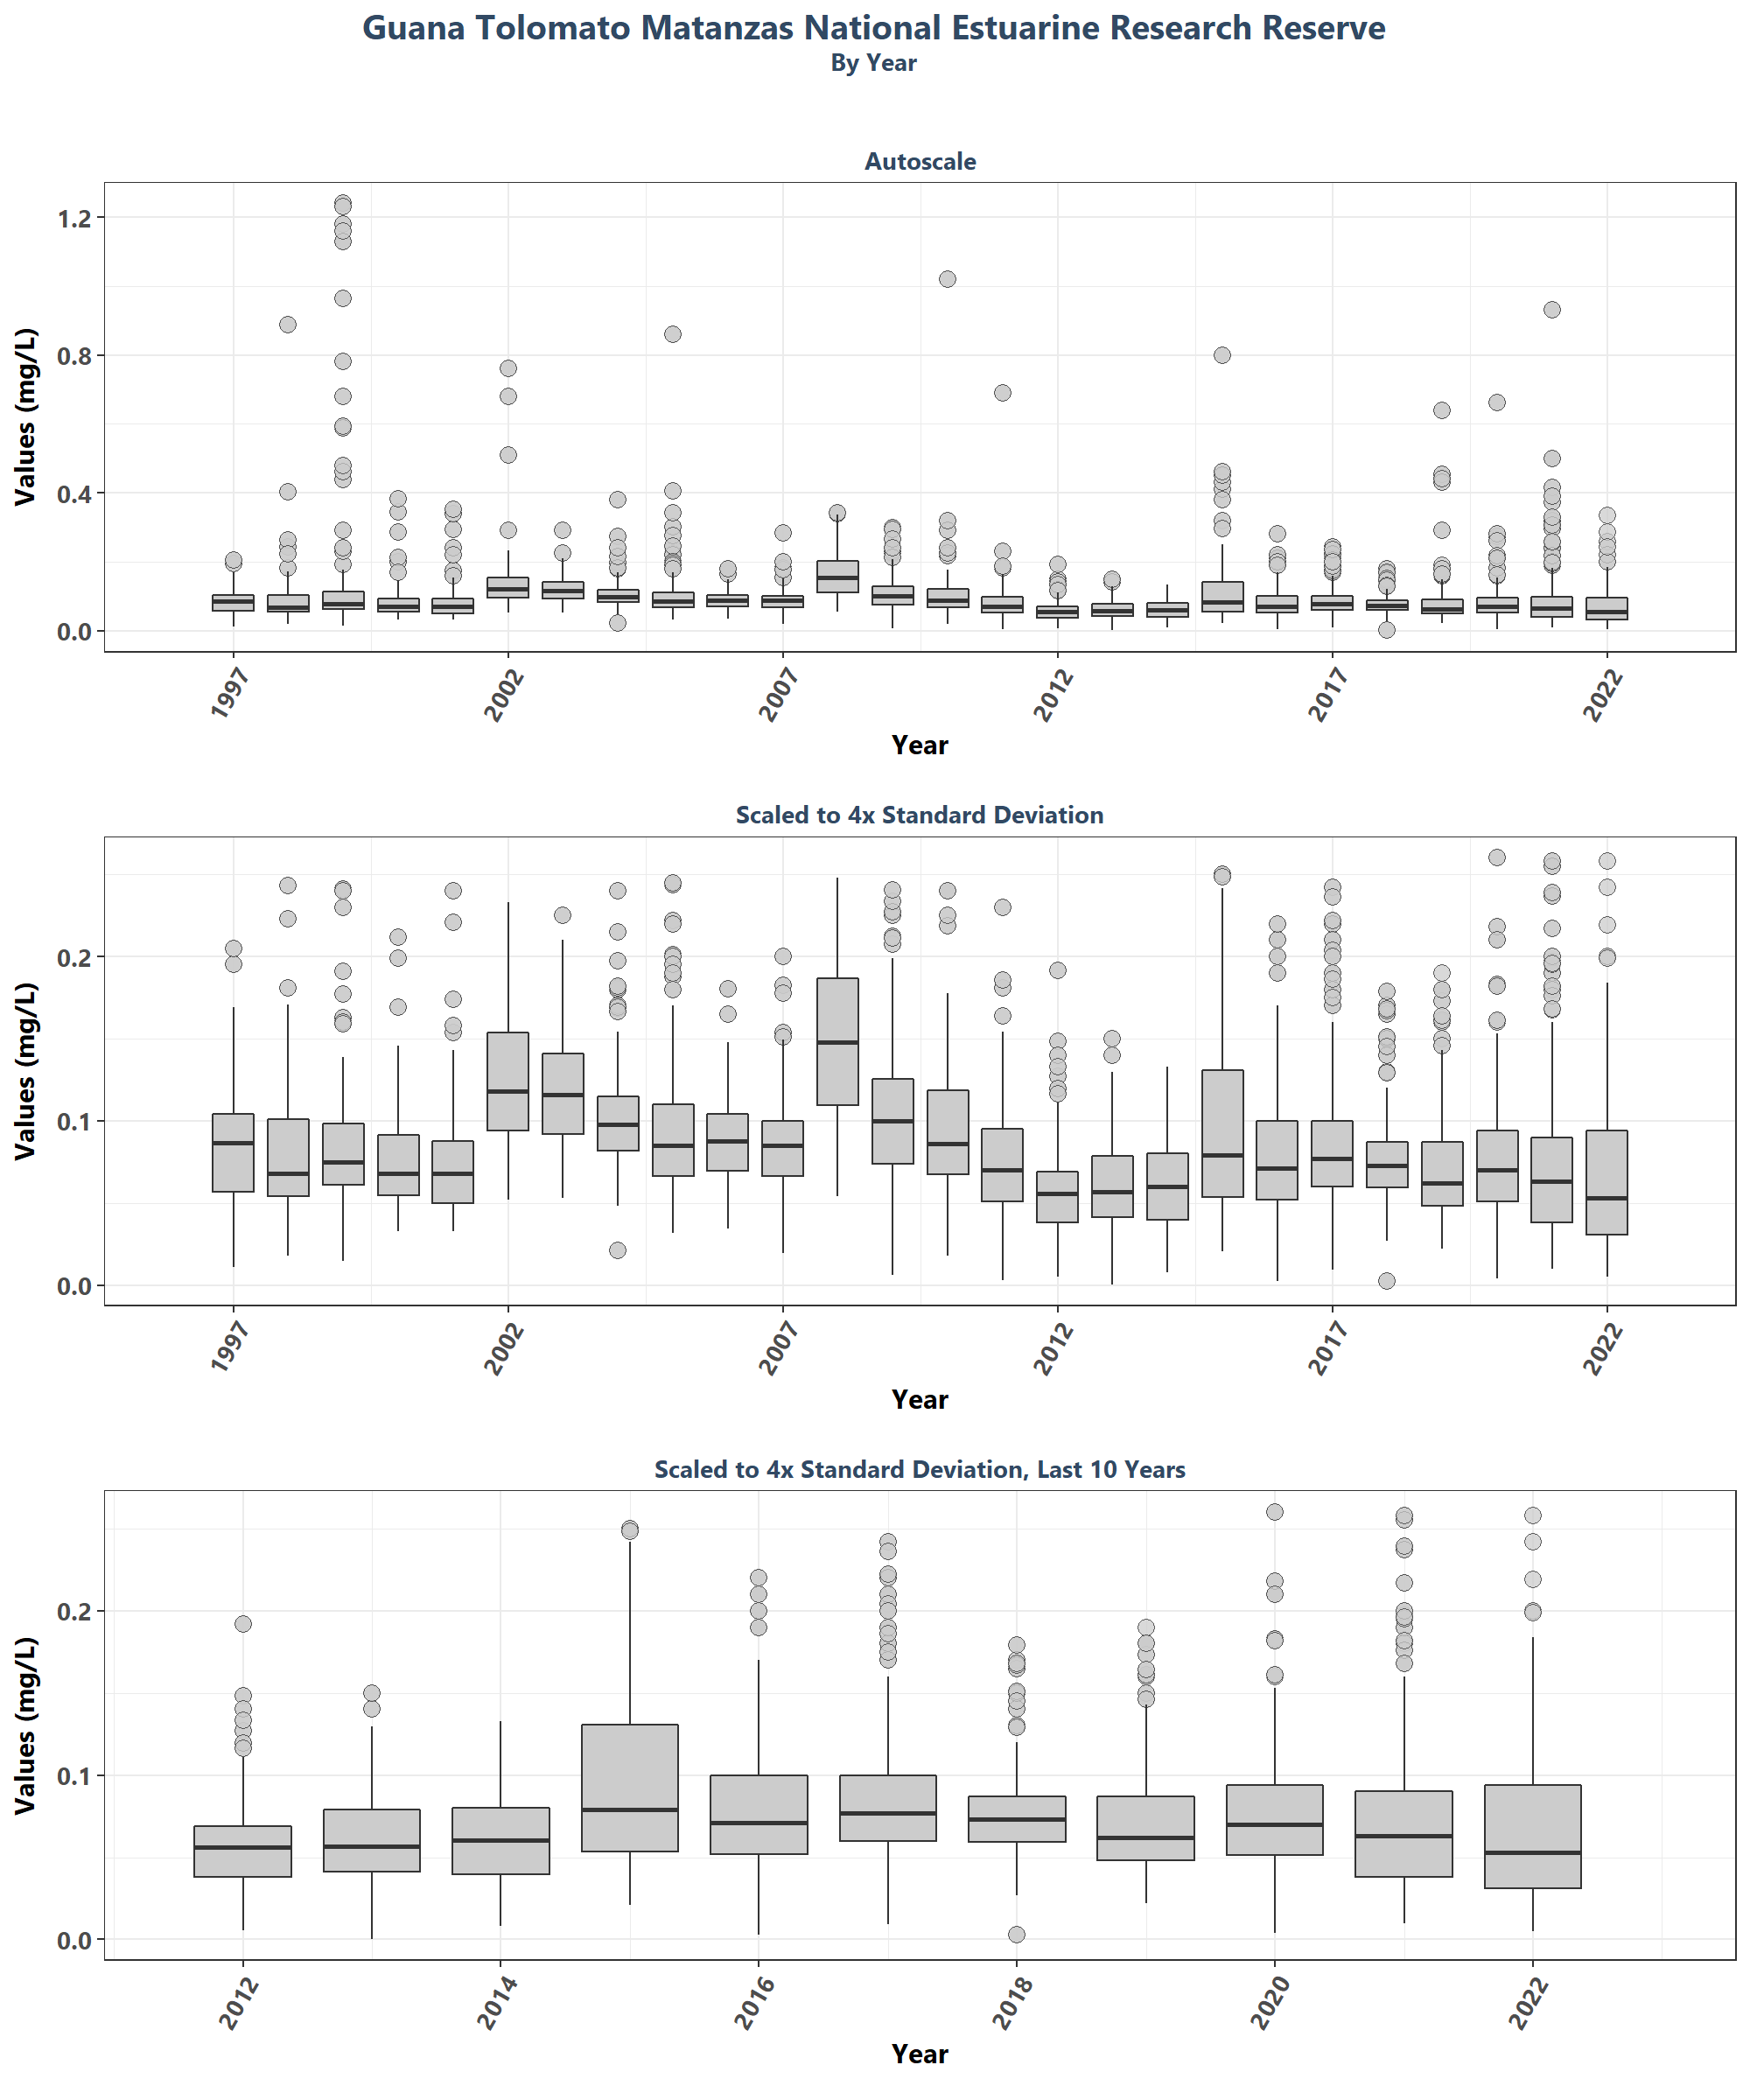 Guana Tolomato Matanzas National Estuarine Research Reserve
By Year
Autoscale
Values (mg/L)
1.2
0.8
0.4
0.0
1997 2002 2007 2012 2017 2022
Year
Scaled to 4x Standard Deviation
Values (mg/L)
0.2
0.1
0.0
1997 2002 2007 2012 2017 2022
Year
Scaled to 4x Standard Deviation, Last 10 Years
Values (mg/L)
0.2
0.1
0.0
2012 2014 2016 2018 2020 2022
Year